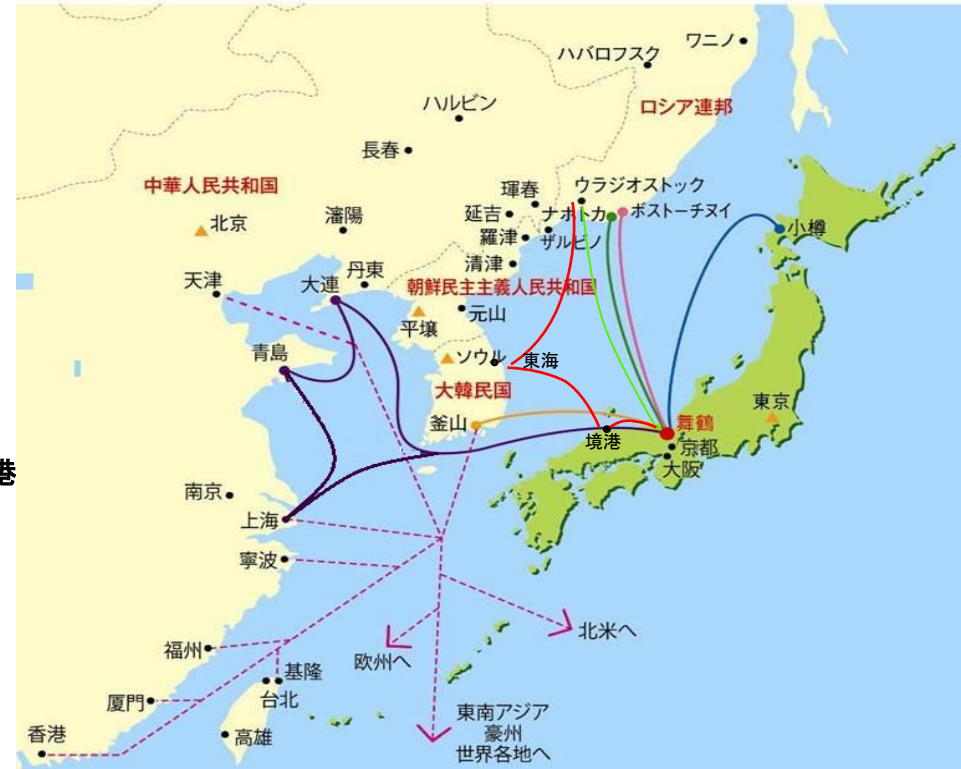 ワニノ
ハバロフスク
ロシア連邦
ハルビン
長春
中華人民共和国
北京
瀋陽
琿春
ウラジオストック
延吉
ナホトカ
ボストーチヌイ
羅津
ザルビノ
小樽
清津
天津
大連
丹東
朝鮮民主主義人民共和国
元山
平壌
青島
ソウル
東海
大韓民国
東京
釜山
舞鶴
境港
京都
大阪
港
南京
上海
寧波
北米へ
福州
欧州へ
基隆
台北
厦門
東南アジア
豪州
世界各地へ
香港
高雄